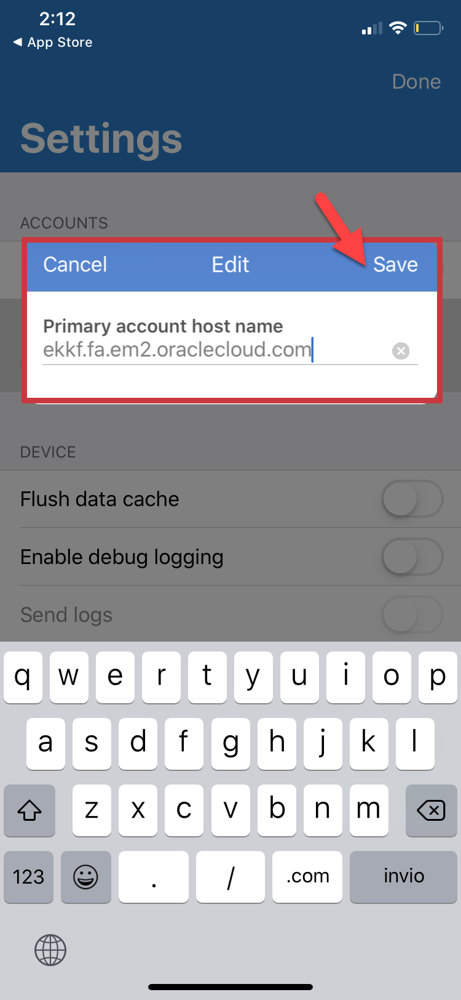 2:12
App Store
Done
Settings
ACCOUNTS
Cancel Edit Save
Primary account host name
ekkf.fa.em2.oraclecloud.com
DEVICE
Flush data cache
Enable debug logging
Send logs
q w e r t y u i o p
a s d f g h j k l
z x c v b n m
123 . / .com invio